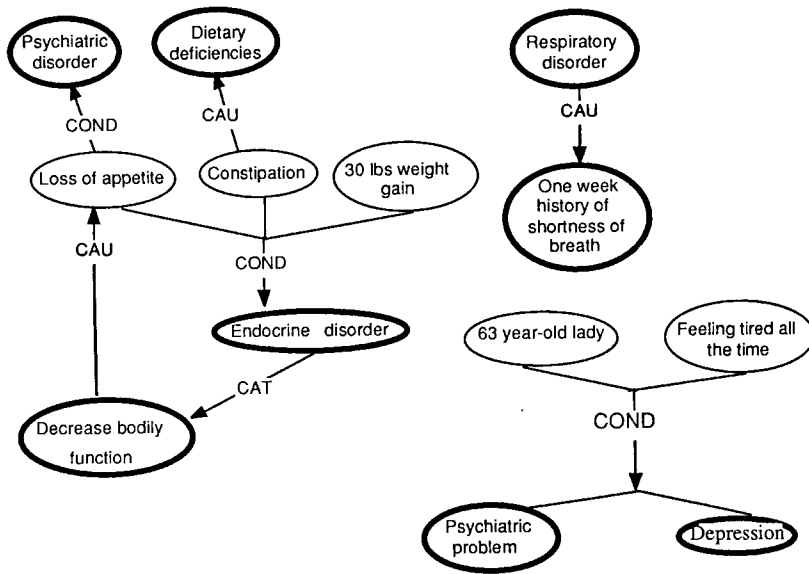 Psychiatric
disorder
Dietary
deficiencies
Respiratory
disorder
COND
CAU
CAU
Loss of appetite
Constipation
30 lbs weight
gain
One week
history of
shortness of
breath
CAU
COND
Endocrine disorder
63 year-old lady
Feeling tired all
the time
CAT
COND
Decrease bodily
function
Psychiatric
problem
Depression